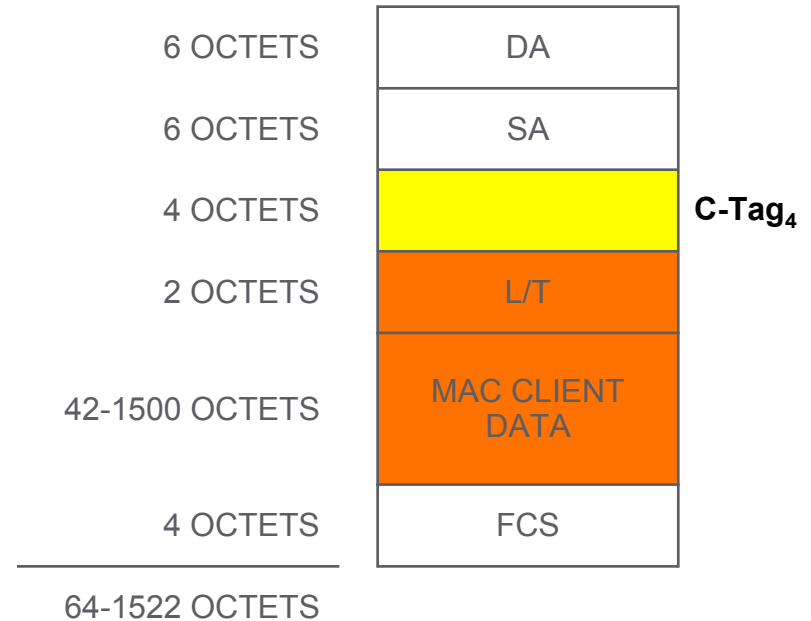 6 OCTETS DA
6 OCTETS SA
4 OCTETS C-Tag4
2 OCTETS L/T
42-1500 OCTETS MAC CLIENT
DATA
4 OCTETS FCS
64-1522 OCTETS